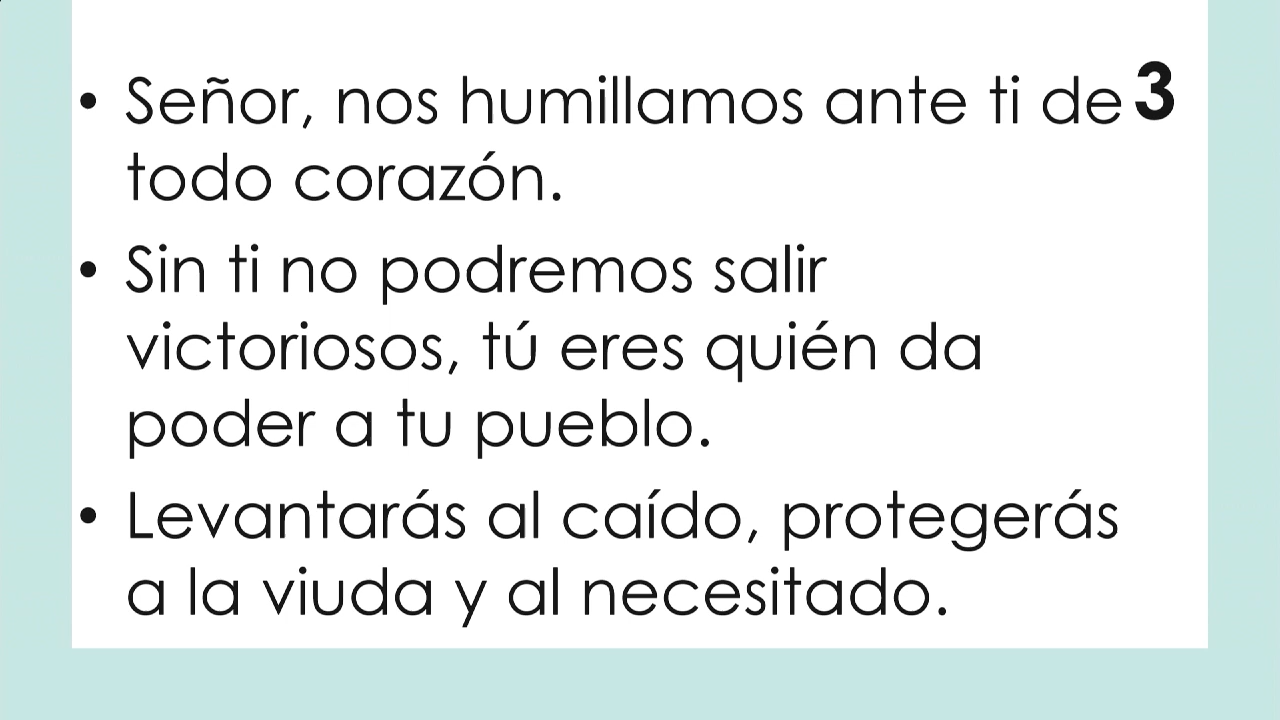 • Señor, nos humillamos ante ti de 3
todo corazón.
• Sin ti no podremos salir
victoriosos, tú eres quién da
poder a tu pueblo.
• Levantarás al caído, protegerás
a la viuda y al necesitado.